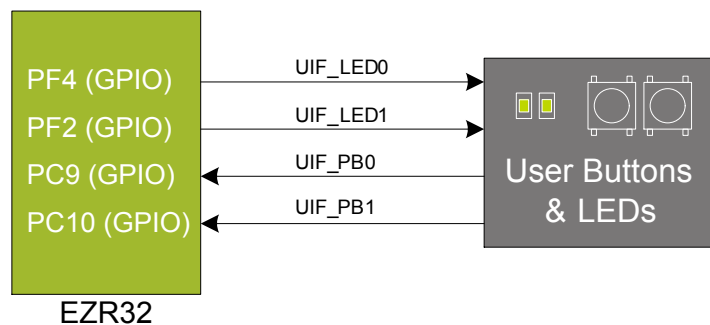 PF4 (GPIO)
UIF_LED0
PF2 (GPIO)
UIF_LED1
PC9 (GPIO)
UIF_PB0
PC10 (GPIO)
UIF_PB1
User Buttons
& LEDs
EZR32